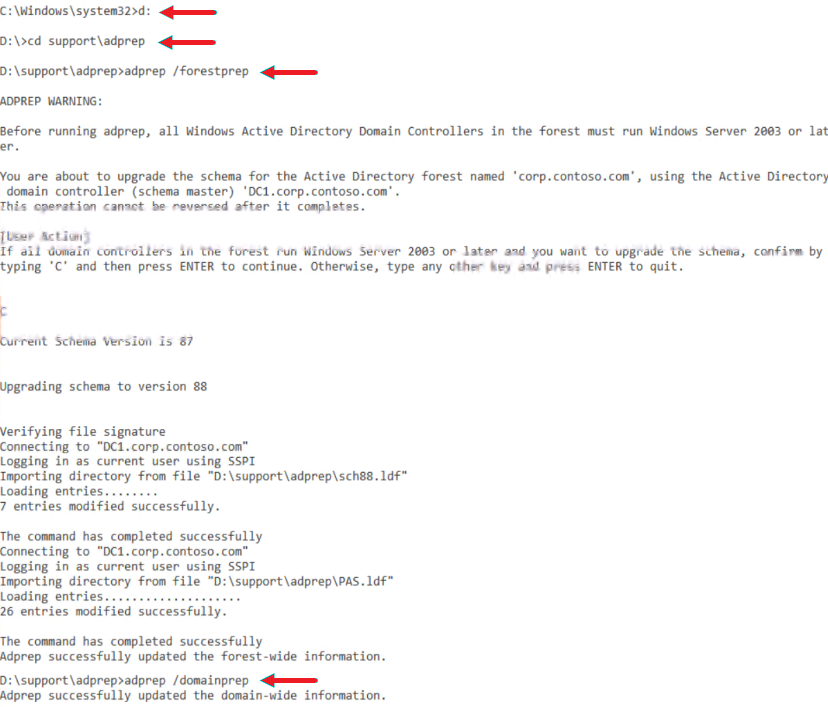 C:\Windows\system32>d:
D:\>cd support\adprep
D:\support\adprep>adprep /forestprep
ADPREP WARNING:
Before running adprep, all Windows Active Directory Domain Controllers in the forest must run Windows Server 2003 or lat
er.
You are about to upgrade the schema for the Active Directory forest named 'corp.contoso.com', using the Active Directory
domain controller (schema master) 'DC1.corp.contoso.com'.
This operation cannot be reversed after it completes.
[User Action]
If all domain controllers in the forest run Windows Server 2003 or later and you want to upgrade the schema, confirm by
typing 'C' and then press ENTER to continue. Otherwise, type any other key and press ENTER to quit.
C
Current Schema Version is 87
Upgrading schema to version 88
Verifying file signature
Connecting to "DC1.corp.contoso.com"
Logging in as current user using SSPI
Importing directory from file "D:\support\adprep\sch88.ldf"
Loading entries........
7 entries modified successfully.
The command has completed successfully
Connecting to "DC1.corp.contoso.com"
Logging in as current user using SSPI
Importing directory from file "D:\support\adprep\PAS.ldf"
Loading entries....................
26 entries modified successfully.
The command has completed successfully
Adprep successfully updated the forest-wide information.
D:\support\adprep>adprep /domainprep
Adprep successfully updated the domain-wide information.